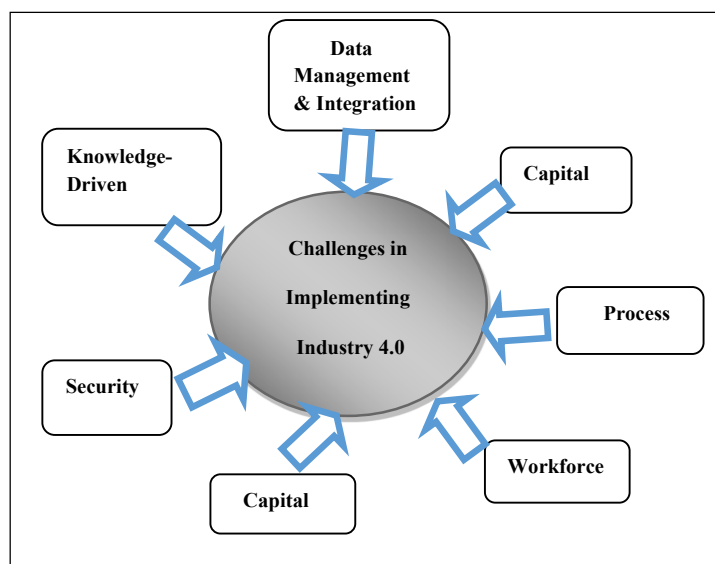 Data
Management
& Integration
Knowledge-
Driven
Capital
Challenges in
Implementing
Industry 4.0
Process
Security
Workforce
Capital